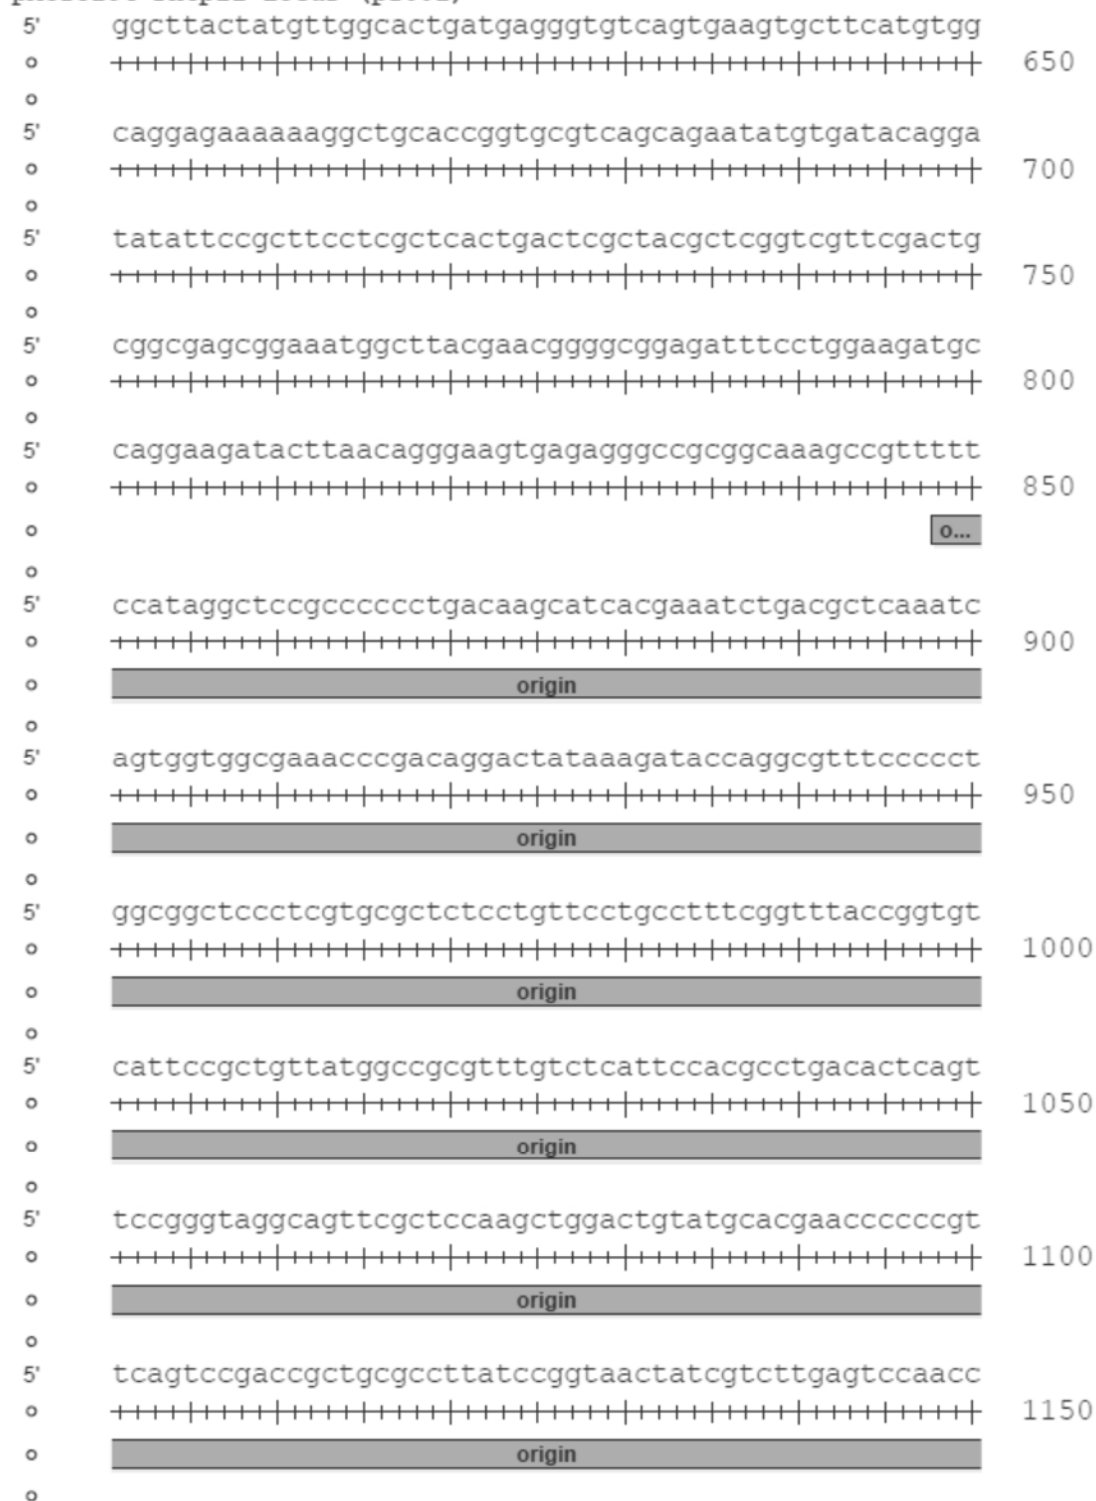 5' ggcttactatgttggcactgatgagggtgtcagtgaagtgcttcatgtgg
650
5' caggagaaaaaaggctgcaccggtgcgtcagcagaatatgtgatacagga
700
5' tatattccgcttcctcgctcactgactcgctacgctcggtcgttcgactg
750
5' cggcgagcggaaatggcttacgaacggggcggagatttcctggaagatgc
800
5' caggaagatacttaacagggaagtgagagggccgcggcaaagccgttttt
850
o...
5' ccataggctccgcccccctgacaagcatcacgaaatctgacgctcaaatc
900
origin
5' agtggtggcgaaacccgacaggactataaagataccaggcgtttccccct
950
origin
5' ggcggctccctcgtgcgctctcctgttcctgcctttcggtttaccggtgt
1000
origin
5' cattccgctgttatggccgcgtttgtctcattccacgcctgacactcagt
1050
origin
5' tccgggtaggcagttcgctccaagctggactgtatgcacgaaccccccgt
1100
origin
5' tcagtccgaccgctgcgccttatccggtaactatcgtcttgagtccaacc
1150
origin